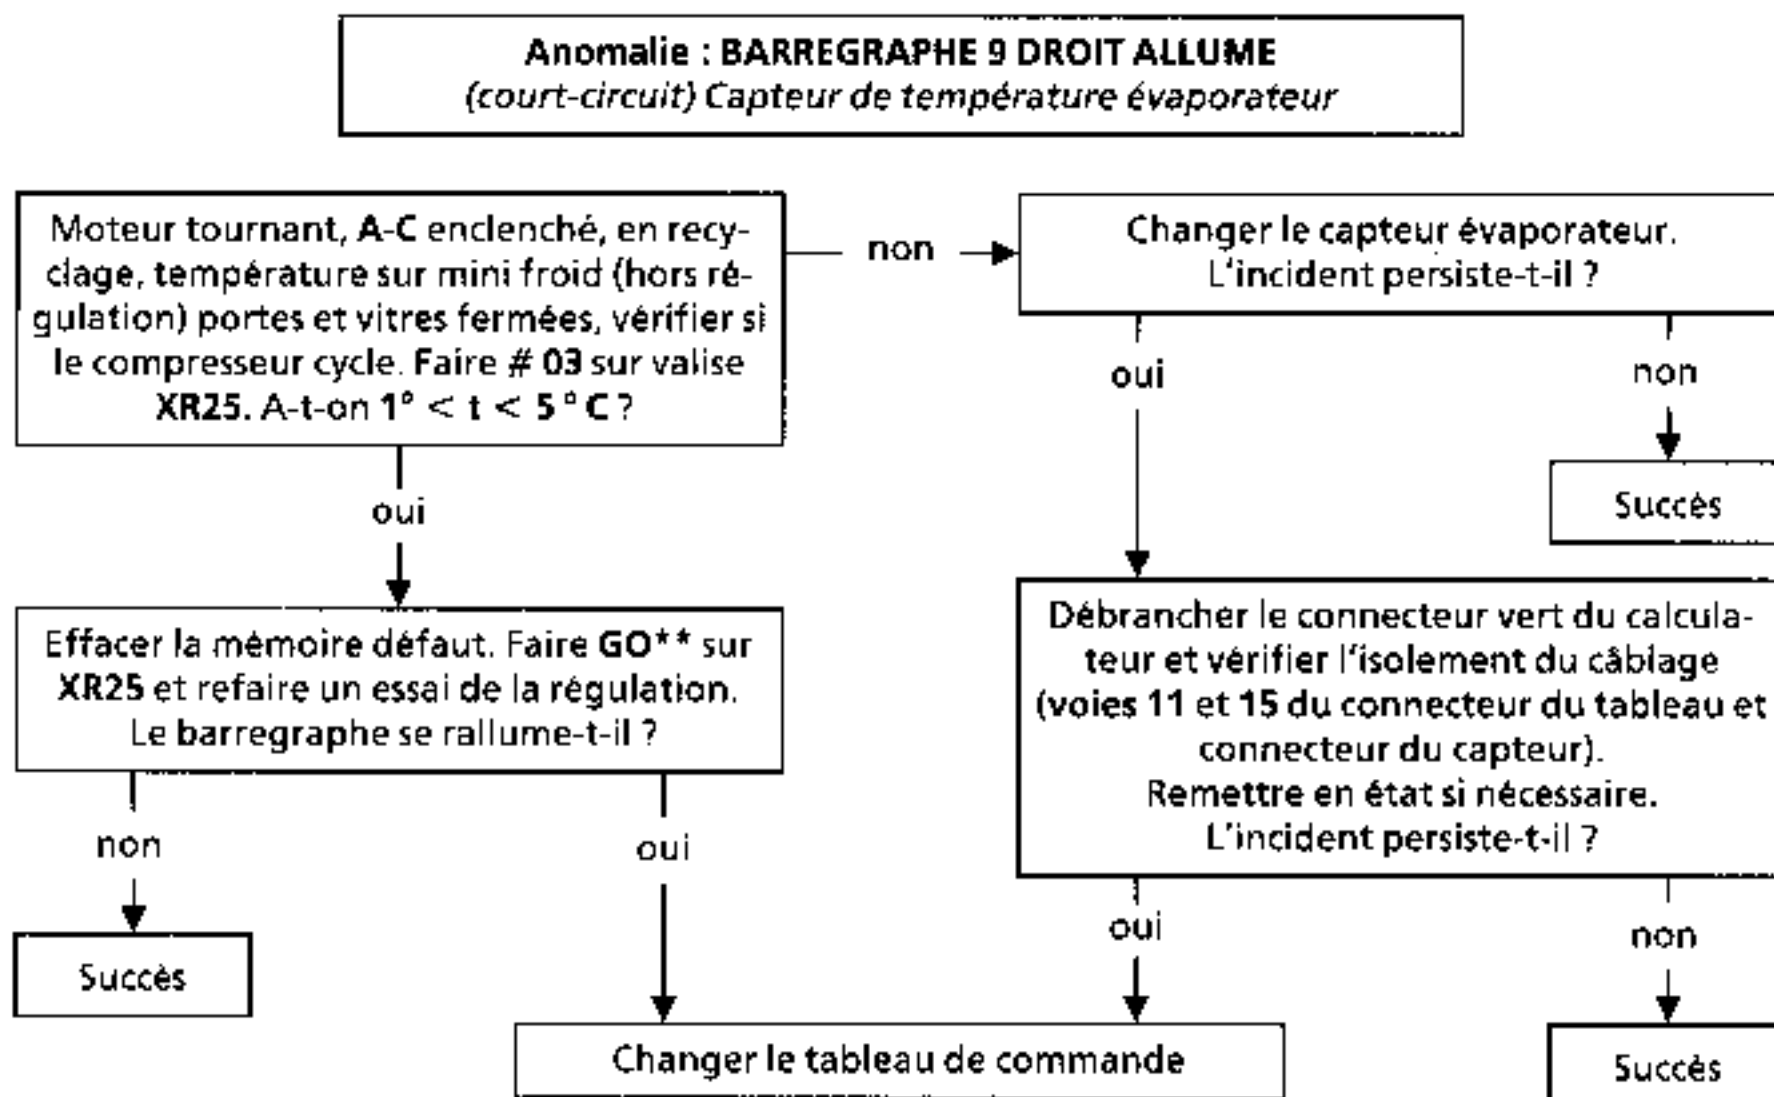 Anomalie : BARREGRAPHE 9 DROIT ALLUME
(court-circuit) Capteur de température évaporateur
Moteur tournant, A-C enclenché, en recy-
clage, température sur mini froid (hors ré-
gulation) portes et vitres fermées, vérifier si
le compresseur cycle. Faire # 03 sur valise
XR25. A-t-on 1° < t < 5 ° C ?
non
Changer le capteur évaporateur.
L'incident persiste-t-il ?
oui
non
Succès
oui
Effacer la mémoire défaut. Faire GO** sur
XR25 et refaire un essai de la régulation.
Le barregraphe se rallume-t-il ?
Débrancher le connecteur vert du calcula-
teur et vérifier l'isolement du câblage
(voies 11 et 15 du connecteur du tableau et
connecteur du capteur).
Remettre en état si nécessaire.
L'incident persiste-t-il ?
non
oui
oui
non
Succès
Changer le tableau de commande
Succès